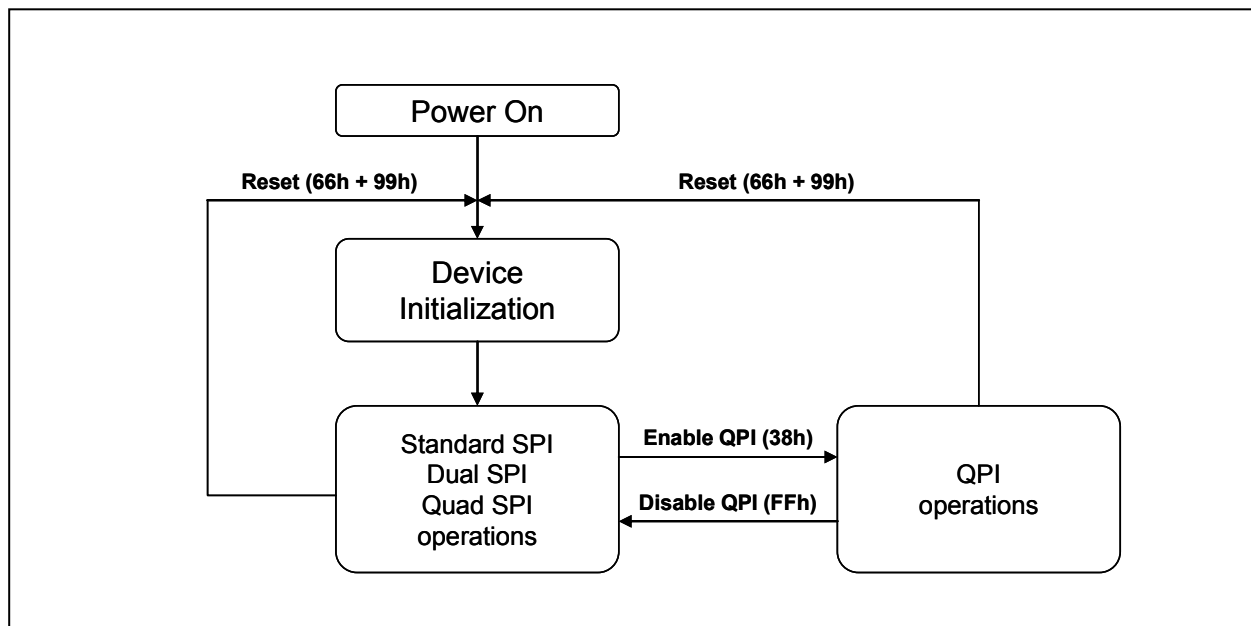 Power On
Reset (66h + 99h)
Reset (66h + 99h)
Device
Initialization
Standard SPI
Dual SPI
Quad SPI
operations
Enable QPI (38h)
Disable QPI (FFh)
QPI
operations